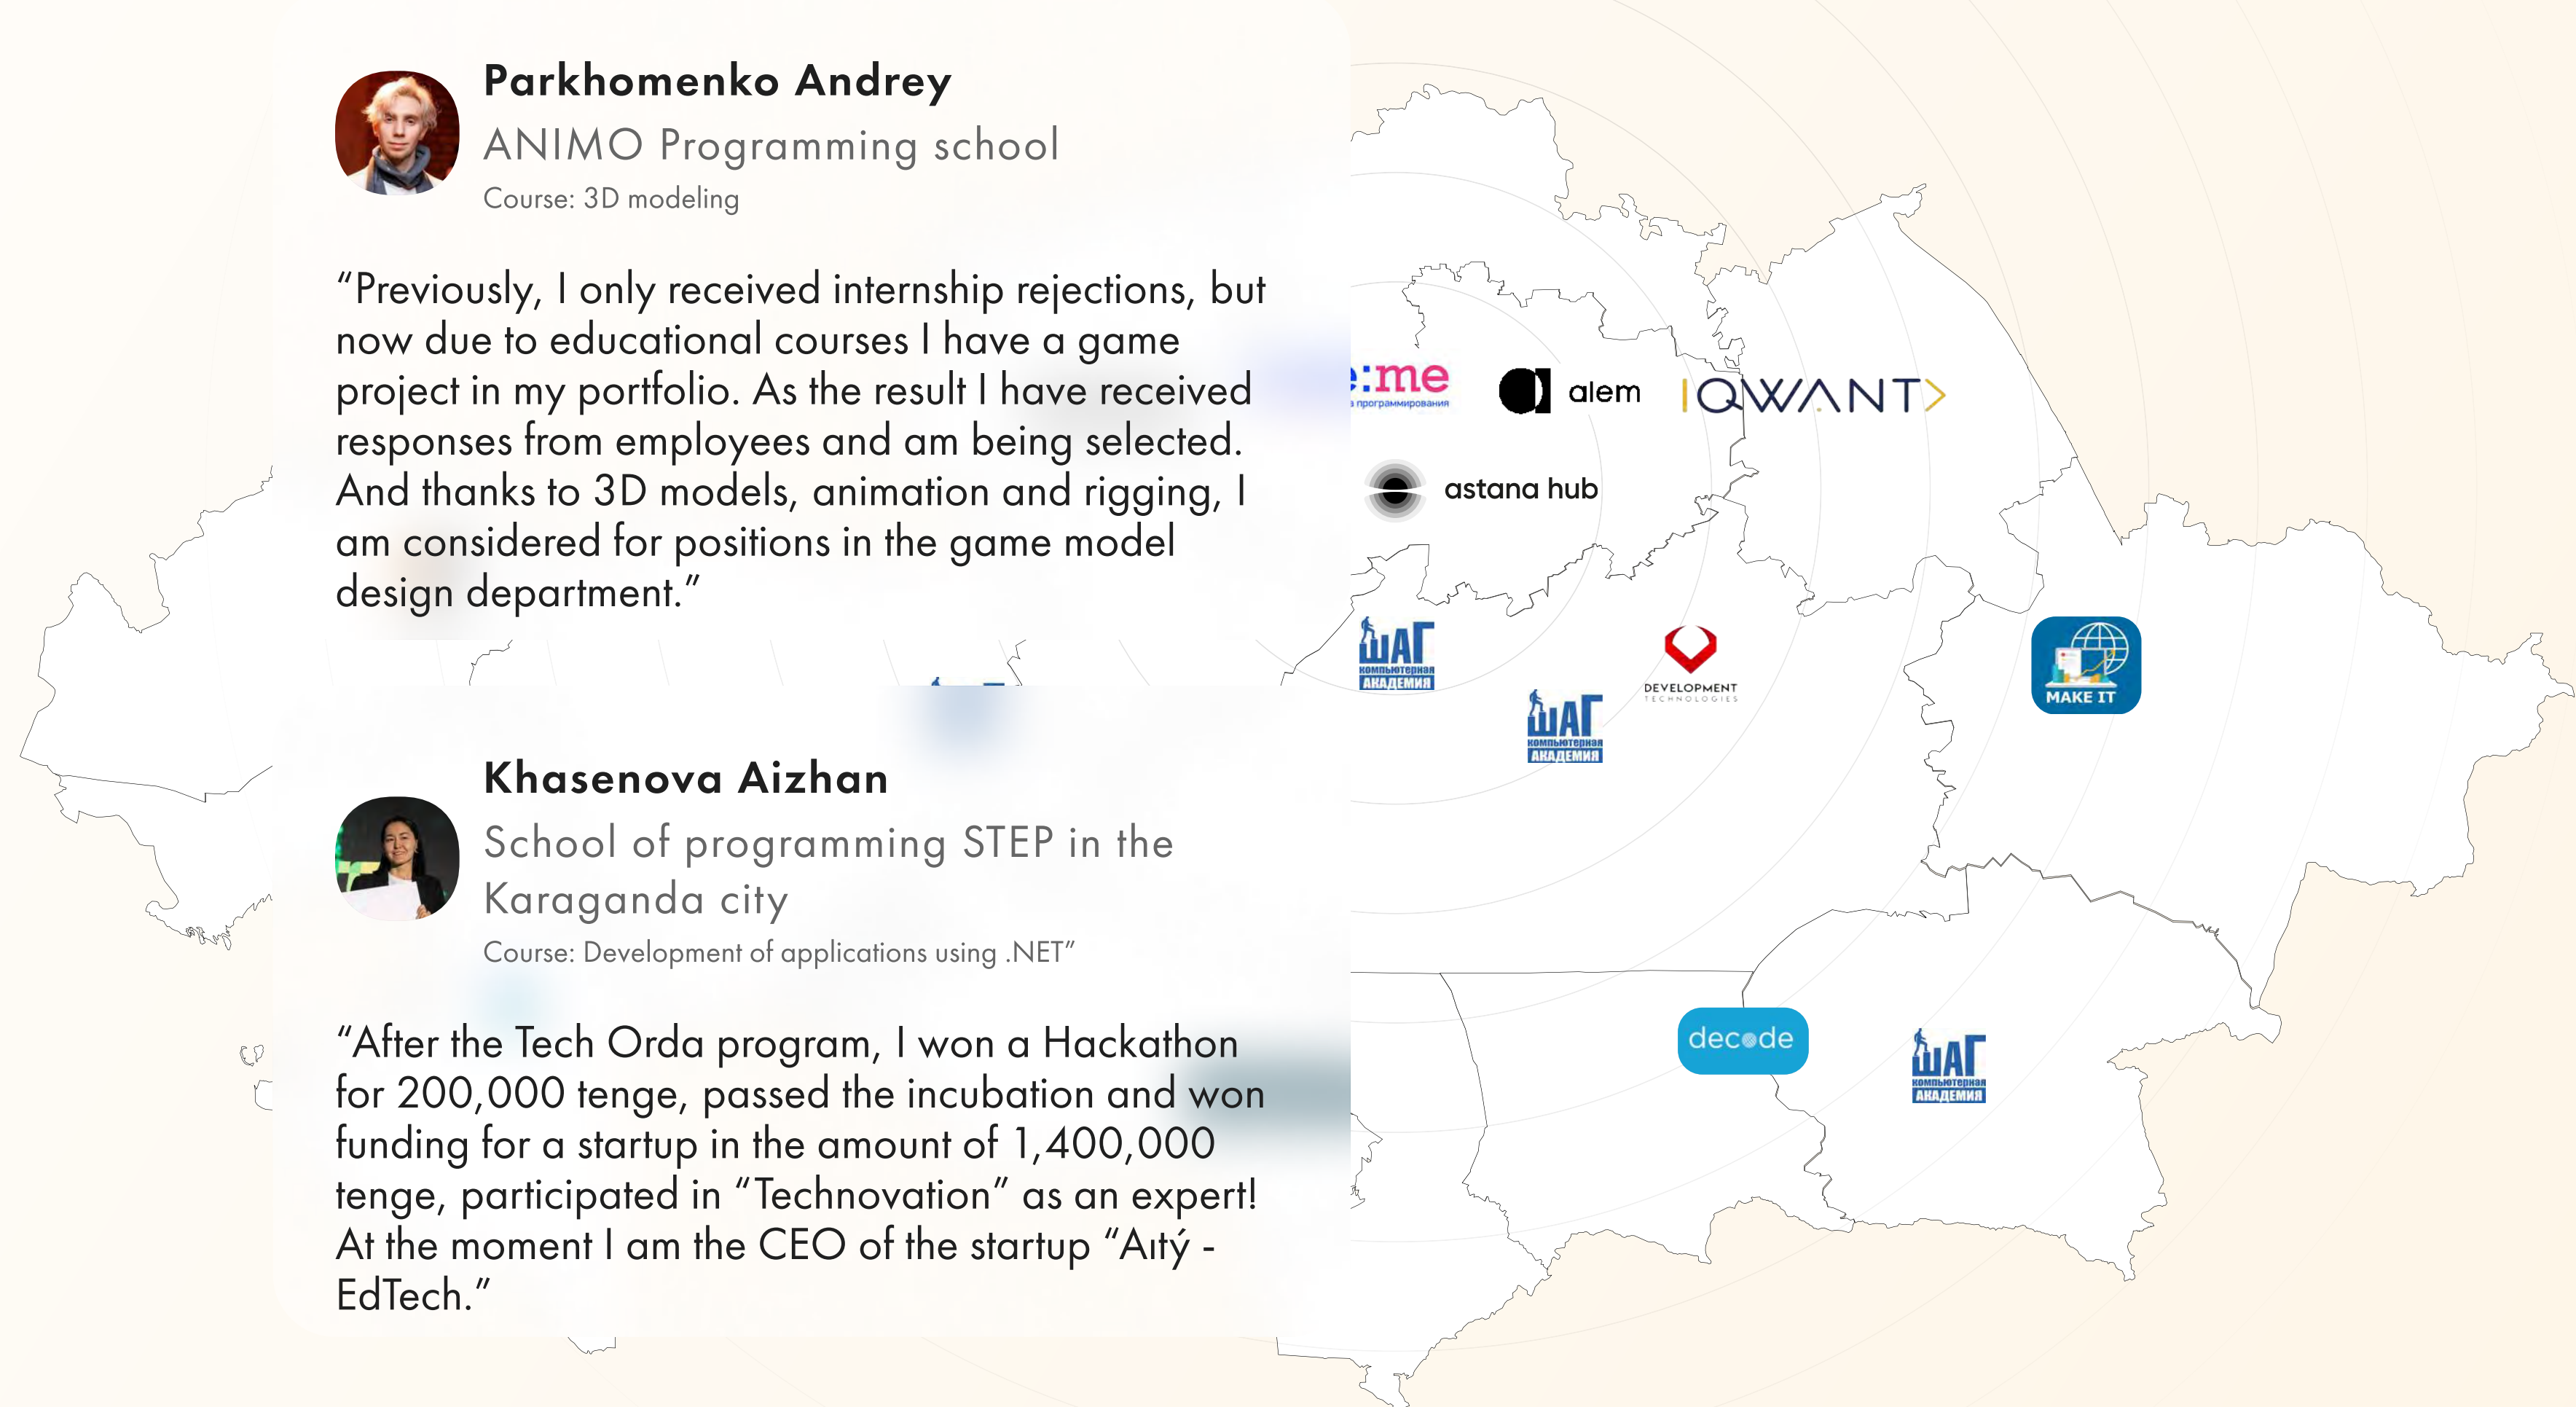 Parkhomenko Andrey
ANIMO Programming school
Course: 3D modeling
“Previously, I only received internship rejections, but
now due to educational courses I have a game
project in my portfolio. As the result I have received
responses from employees and am being selected.
And thanks to 3D models, animation and rigging, I
am considered for positions in the game model
design department.”
Khasenova Aizhan
School of programming STEP in the
Karaganda city
Course: Development of applications using .NET”
“After the Tech Orda program, I won a Hackathon
for 200,000 tenge, passed the incubation and won
funding for a startup in the amount of 1,400,000
tenge, participated in “Technovation” as an expert!
At the moment I am the CEO of the startup “Aıtý -
EdTech.”
e:me
а программирования
alem
IQWANT>
astana hub
ШАГ
КОМПЬЮТЕРНАЯ
АКАДЕМИЯ
DEVELOPMENT
TECHNOLOGIES
ШАГ
КОМПЬЮТЕРНАЯ
АКАДЕМИЯ
MAKE IT
decode
ШАГ
КОМПЬЮТЕРНАЯ
АКАДЕМИЯ